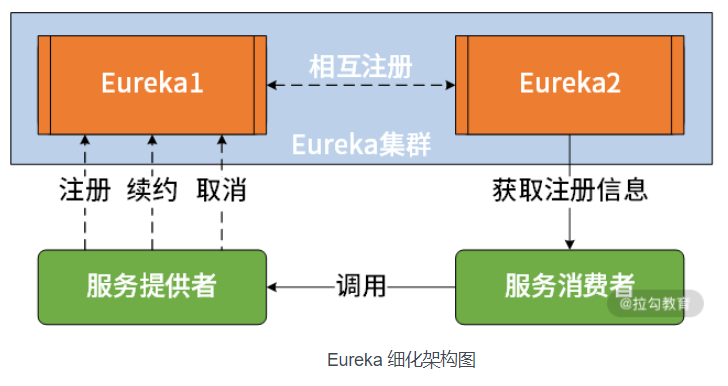 Eureka1
相互注册
Eureka2
Eureka集群
注册 续约 取消
获取注册信息
服务提供者
调用
服务消费者
@拉勾教育
Eureka 细化架构图